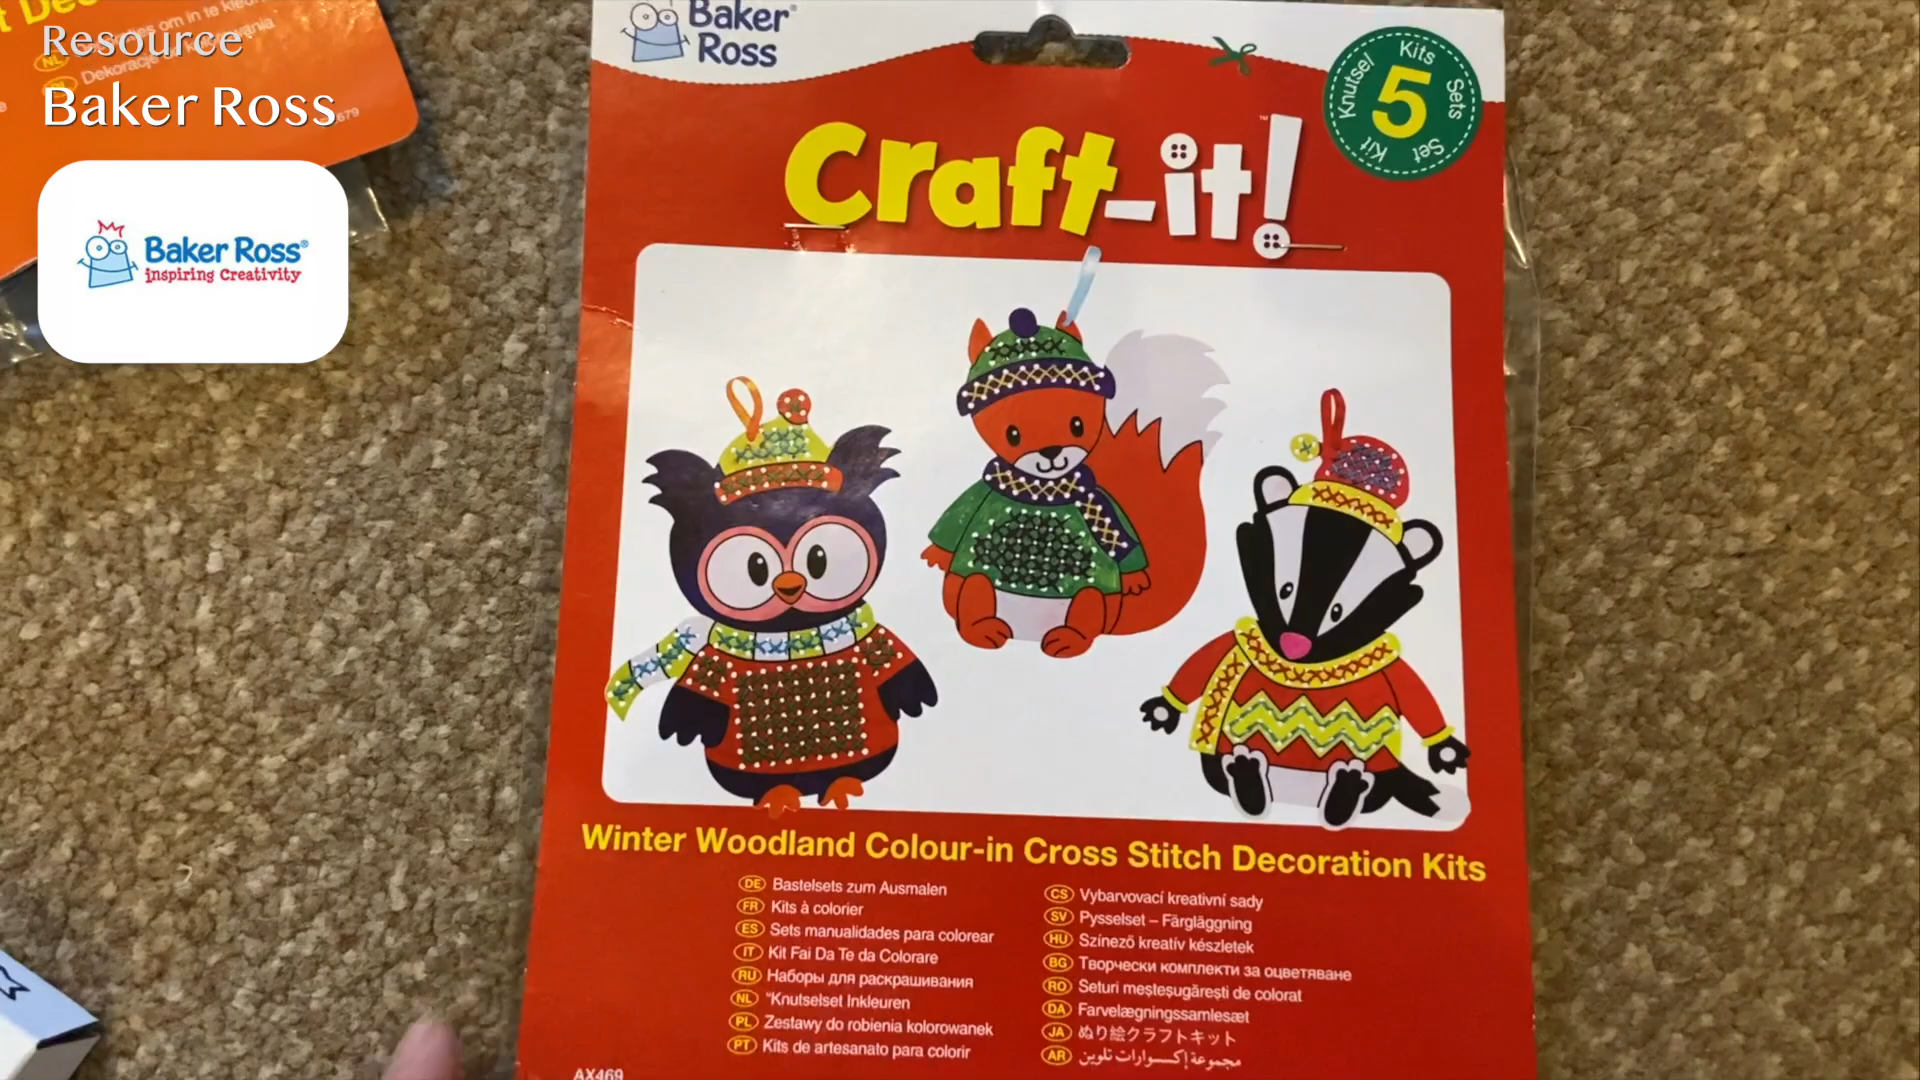 Resource
Baker Ross
Baker Ross®
inspiring Creativity
NL
Dekoracje
679
Baker®
Ross
Kits Sets Set Kit Knutsel
5
Craft-it!™
Winter Woodland Colour-in Cross Stitch Decoration Kits
DE Bastelsets zum Ausmalen
FR Kits à colorier
ES Sets manualidades para colorear
IT Kit Fai Da Te da Colorare
RU Наборы для раскрашивания
NL "Knutselset Inkleuren
PL Zestawy do robienia kolorowanek
PT Kits de artesanato para colorir
CS Vybarvovací kreativní sady
SV Pysselset – Färgläggning
HU Színező kreatív készletek
BG Творчески комплекти за оцветяване
RO Seturi meșteșugărești de colorat
DA Farvelægningssamlesæt
JA ぬり絵クラフトキット
AR مجموعة إكسسوارات تلوين
AX469